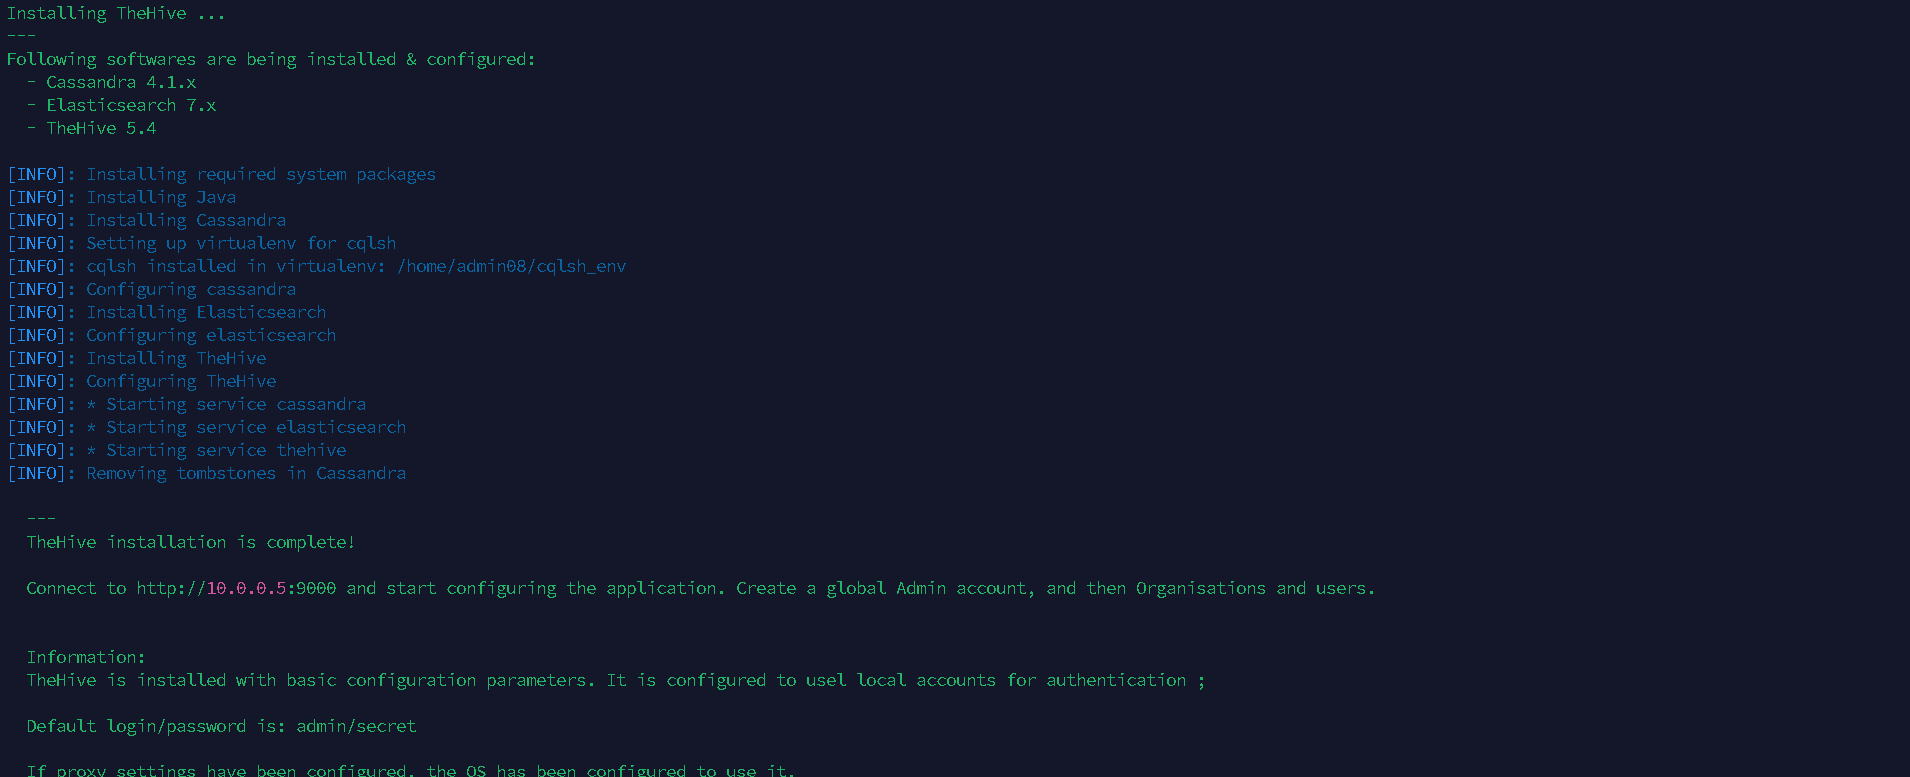 Installing TheHive ...
---
Following softwares are being installed & configured:
- Cassandra 4.1.x
- Elasticsearch 7.x
- TheHive 5.4
[INFO]: Installing required system packages
[INFO]: Installing Java
[INFO]: Installing Cassandra
[INFO]: Setting up virtualenv for cqlsh
[INFO]: cqlsh installed in virtualenv: /home/admin08/cqlsh_env
[INFO]: Configuring cassandra
[INFO]: Installing Elasticsearch
[INFO]: Configuring elasticsearch
[INFO]: Installing TheHive
[INFO]: Configuring TheHive
[INFO]: * Starting service cassandra
[INFO]: * Starting service elasticsearch
[INFO]: * Starting service thehive
[INFO]: Removing tombstones in Cassandra
---
TheHive installation is complete!
Connect to http://10.0.0.5:9000 and start configuring the application. Create a global Admin account, and then Organisations and users.
Information:
TheHive is installed with basic configuration parameters. It is configured to usel local accounts for authentication ;
Default login/password is: admin/secret
If proxy settings have been configured, the OS has been configured to use it.